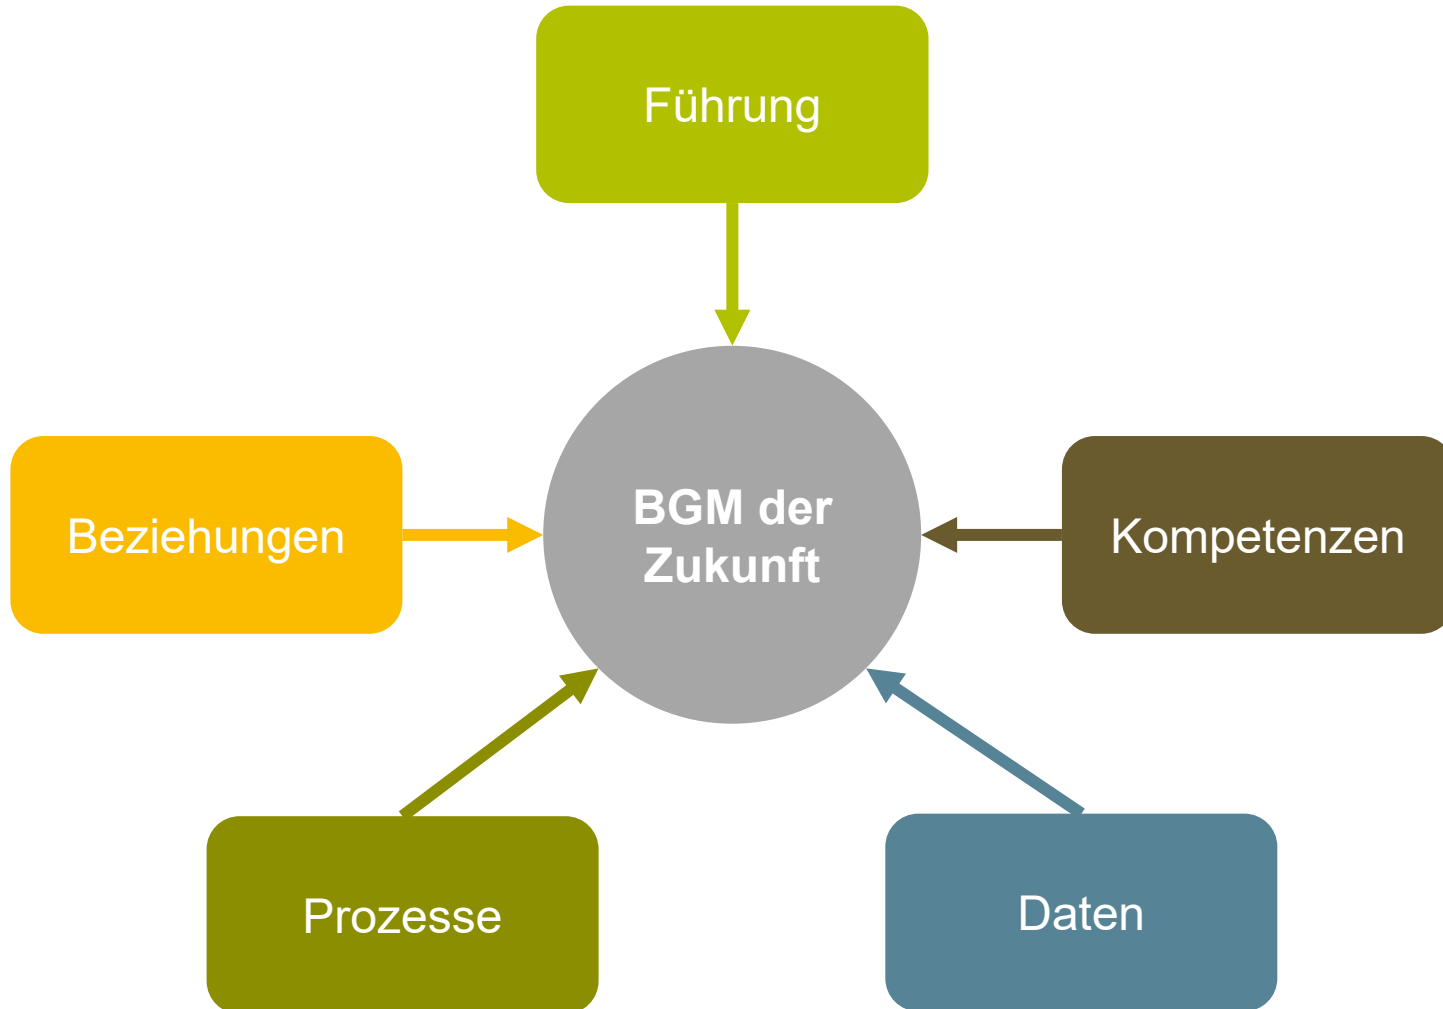 Führung
Beziehungen
BGM der
Zukunft
Kompetenzen
Prozesse
Daten